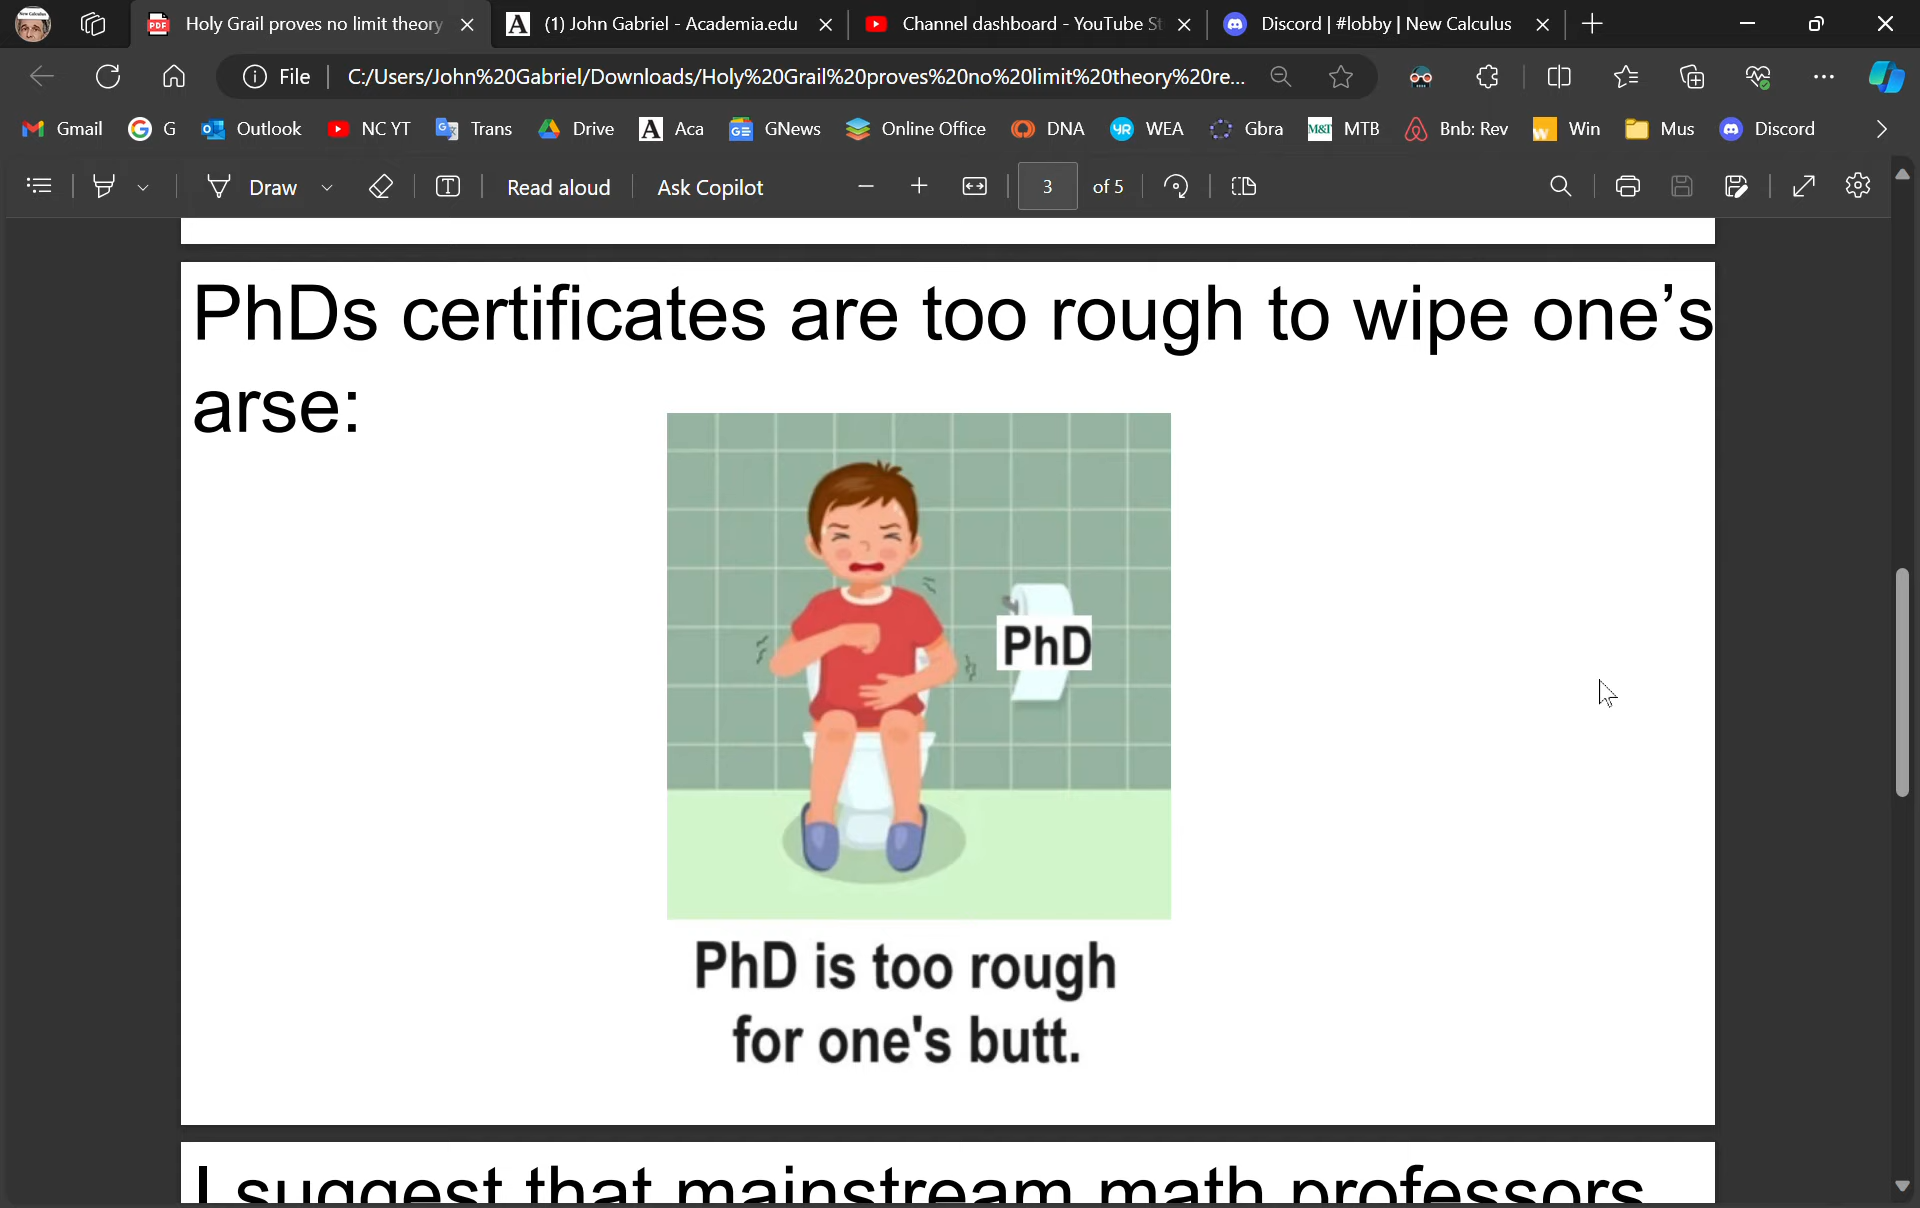 Holy Grail proves no limit theory
(1) John Gabriel - Academia.edu
Channel dashboard - YouTube St
Discord | #lobby | New Calculus
File
C:/Users/John%20Gabriel/Downloads/Holy%20Grail%20proves%20no%20limit%20theory%20re...
Gmail
G
Outlook
NC YT
Trans
Drive
Aca
GNews
Online Office
DNA
WEA
Gbra
MTB
Bnb: Rev
Win
Mus
Discord
Draw
Read aloud
Ask Copilot
3
of 5
PhDs certificates are too rough to wipe one’s
arse:
PhD
PhD is too rough
for one's butt.
I suggest that mainstream math professors